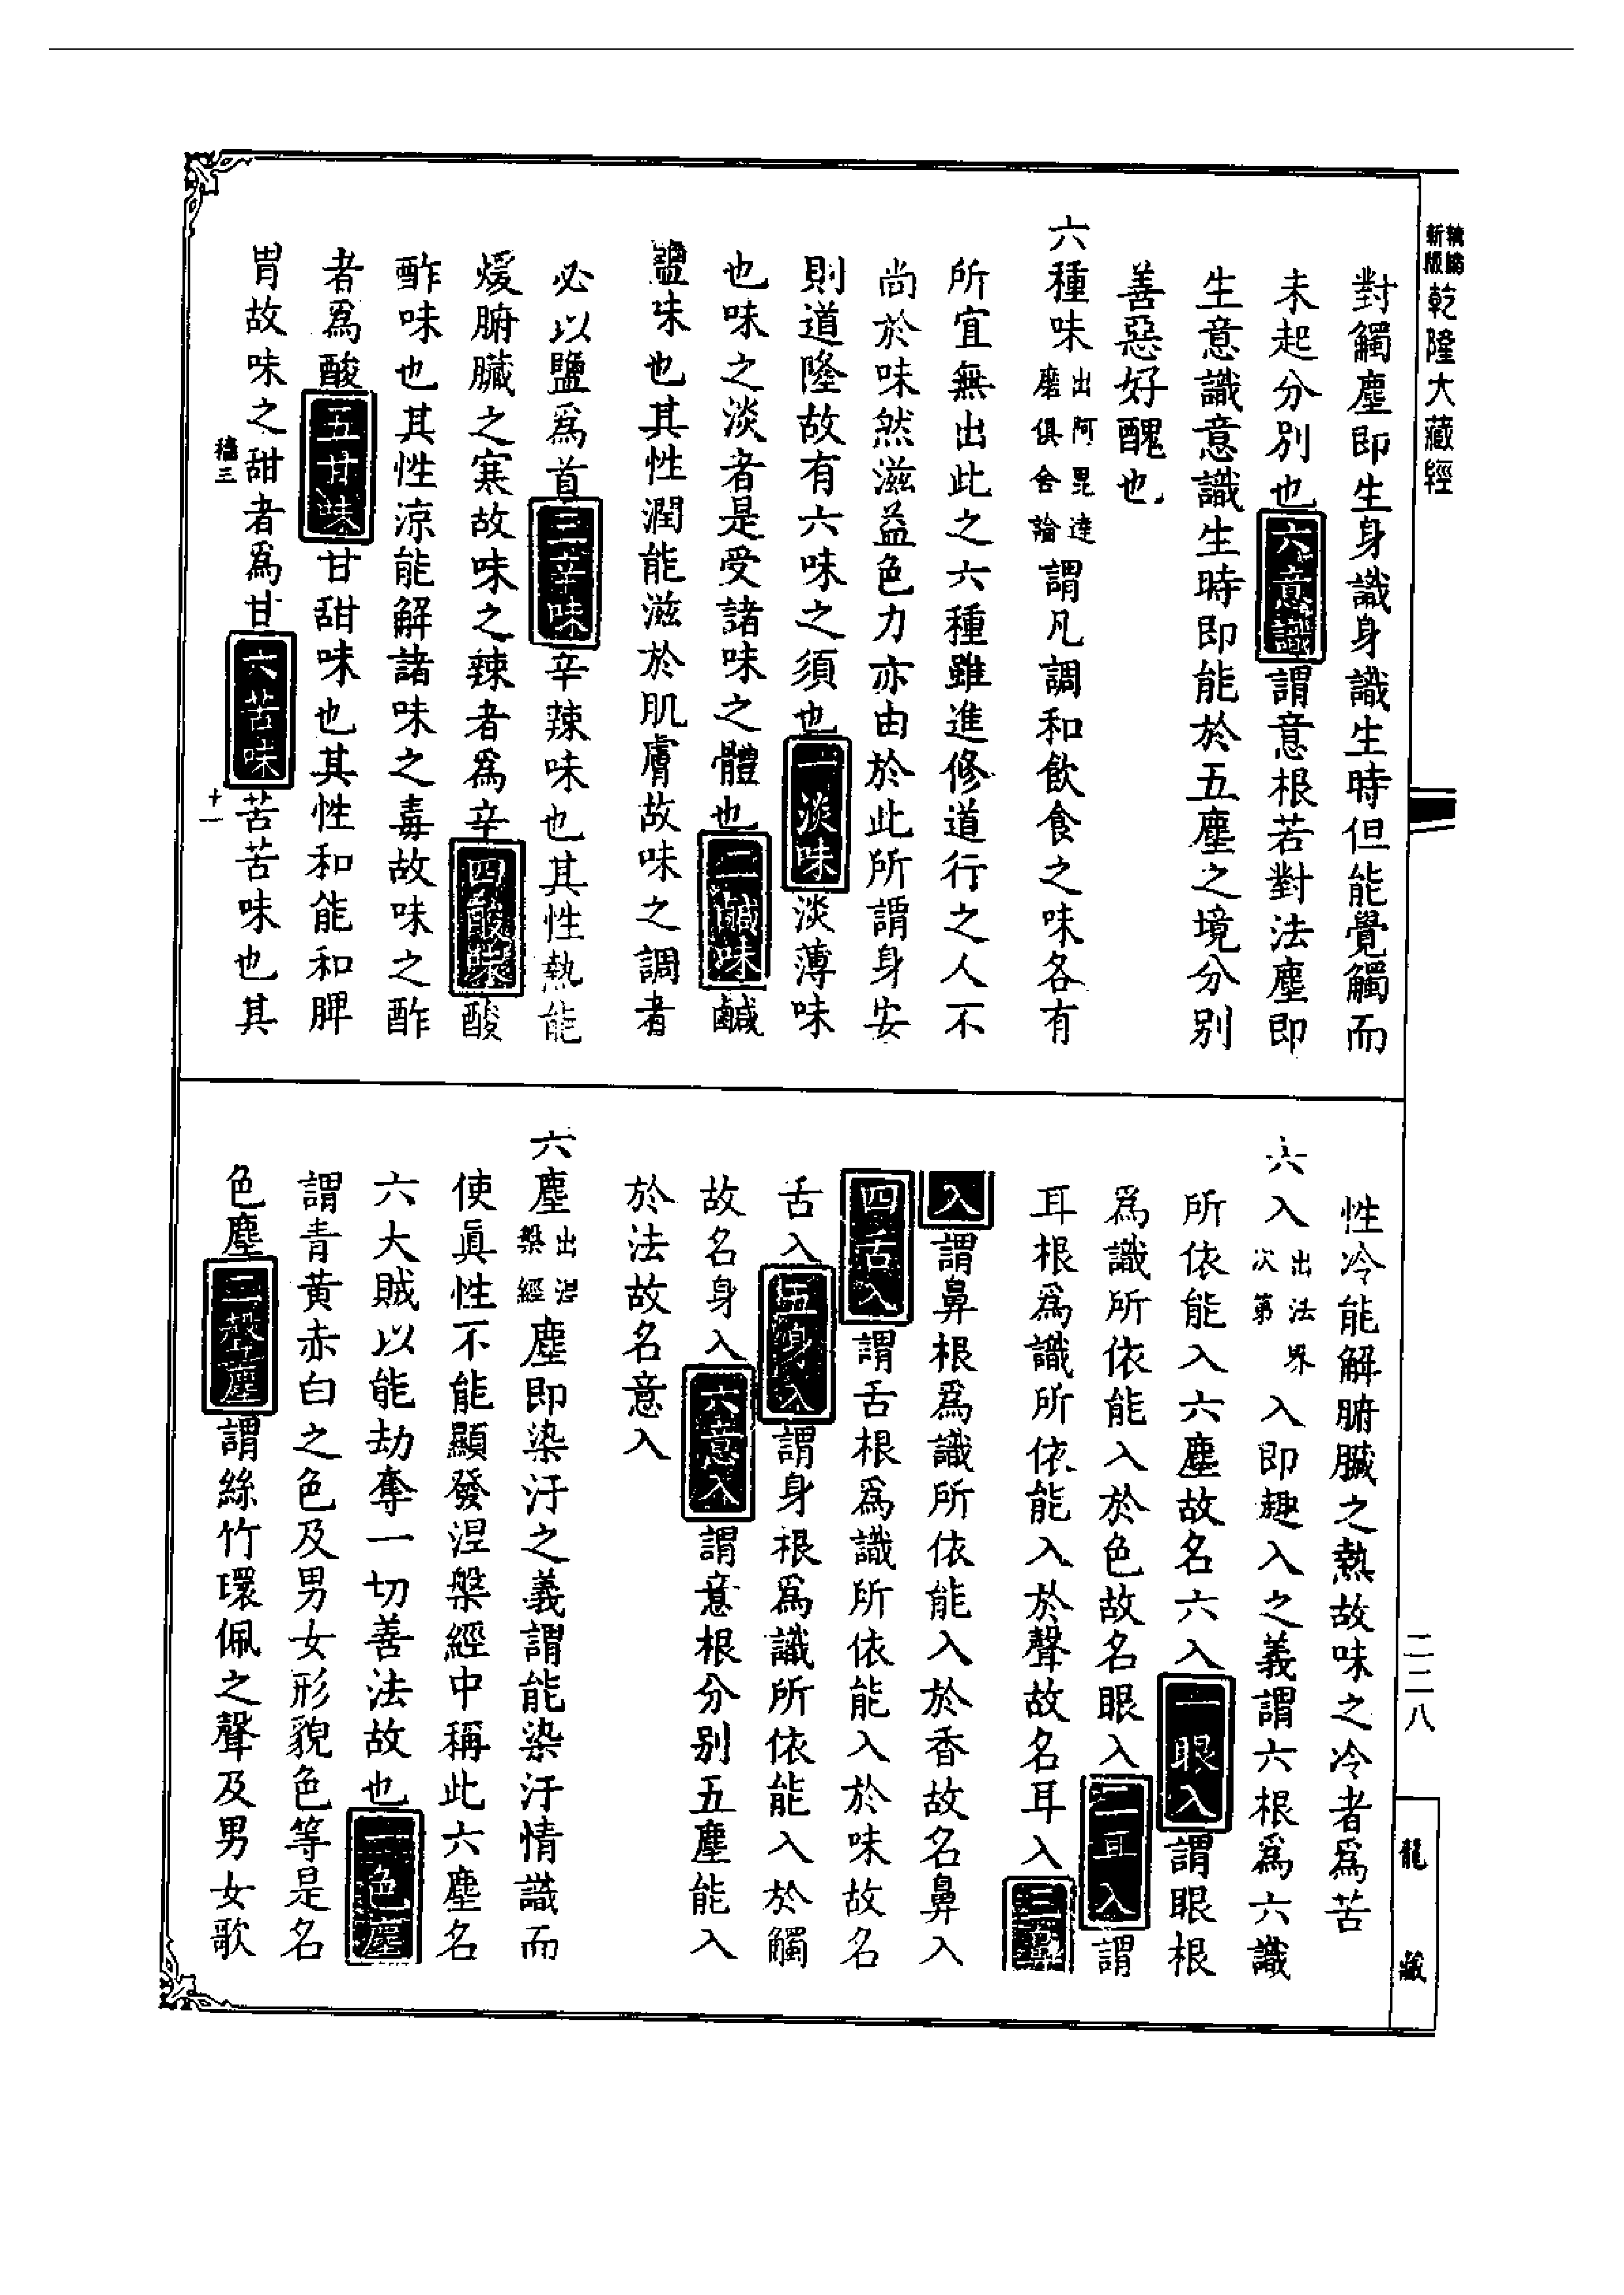 新版
乾隆大藏經
對觸塵即生身識身識生時但能覺觸而
未起分別也六意識謂意根若對法塵即
生意識意識生時即能於五塵之境分別
善惡好醜也
六種味出阿毘達磨俱舍論謂凡調和飲食之味各有
所宜無出此之六種雖進修道行之人不
尚於味然滋益色力亦由於此所謂身安
則道隆故有六味之須也一淡味淡薄味
也味之淡者是受諸味之體也二鹹味鹹
鹽味也其性潤能滋於肌膚故味之調者
必以鹽爲首三辛味辛辣味也其性熱能
煖腑臟之寒故味之辣者爲辛四酸味酸
酢味也其性涼能解諸味之毒故味之酢
者爲酸五甘味甘甜味也其性和能和脾
胃故味之甜者爲甘六苦味苦苦味也其
十一
性冷能解腑臟之熱故味之冷者爲苦
六入出法界次第入即趣入之義謂六根爲六識
所依能入六塵故名六入一眼入謂眼根
爲識所依能入於色故名眼入二耳入謂
耳根爲識所依能入於聲故名耳入三鼻
入謂鼻根爲識所依能入於香故名鼻入
四舌入謂舌根爲識所依能入於味故名
舌入五身入謂身根爲識所依能入於觸
故名身入六意入謂意根分別五塵能入
於法故名意入
六塵出涅槃經塵即染汙之義謂能染汙情識而
使眞性不能顯發涅槃經中稱此六塵名
六大賊以能劫奪一切善法故也一色塵
謂青黃赤白之色及男女形貌色等是名
色塵二聲塵謂絲竹環佩之聲及男女歌
二二八
龍藏